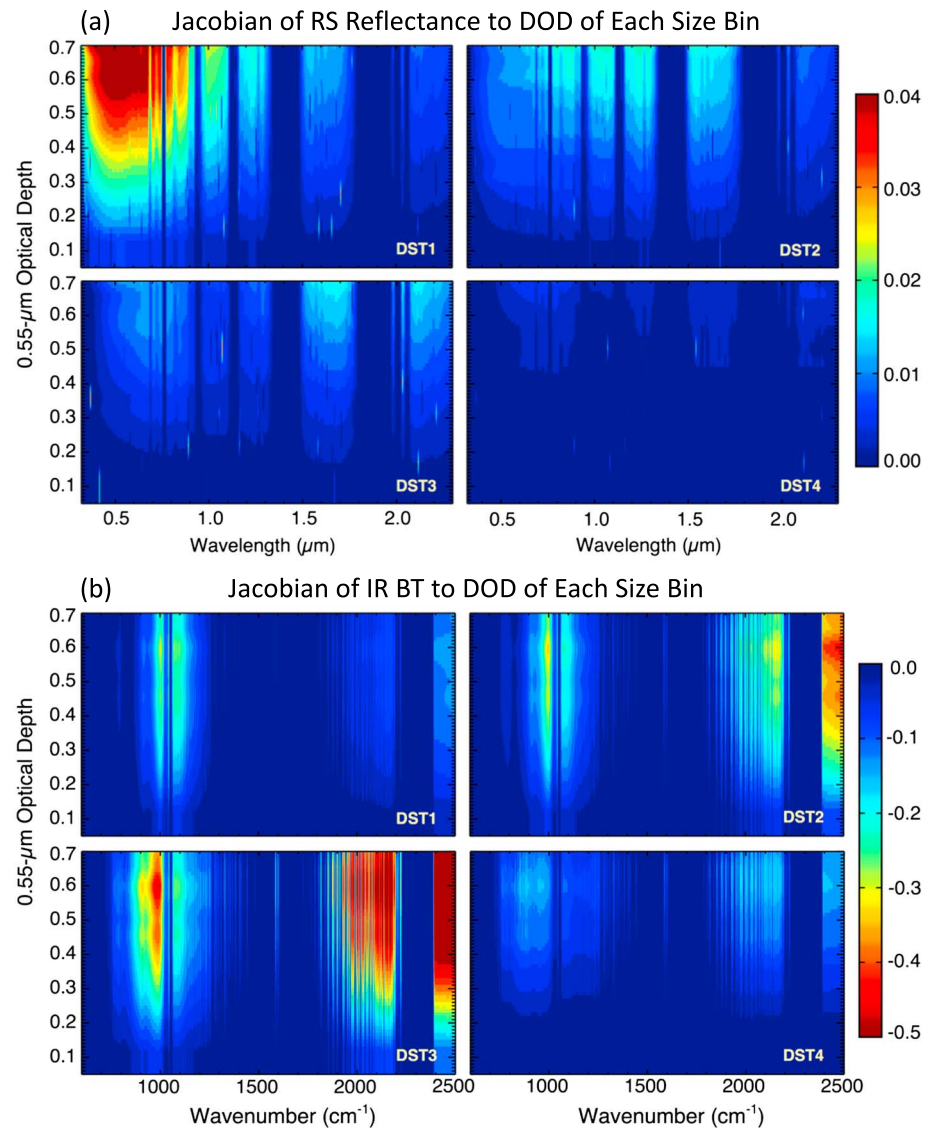 (a) Jacobian of RS Reflectance to DOD of Each Size Bin
0.7
0.6
0.5
0.4
0.3
0.2
0.1
DST1
DST2
0.04
0.03
0.02
0.01
0.00
0.55-µm Optical Depth
0.7
0.6
0.5
0.4
0.3
0.2
0.1
DST3
DST4
0.5 1.0 1.5 2.0
0.5 1.0 1.5 2.0
Wavelength (µm)
Wavelength (µm)
(b) Jacobian of IR BT to DOD of Each Size Bin
0.7
0.6
0.5
0.4
0.3
0.2
0.1
DST1
DST2
0.0
-0.1
-0.2
-0.3
-0.4
-0.5
0.55-µm Optical Depth
0.7
0.6
0.5
0.4
0.3
0.2
0.1
DST3
DST4
1000 1500 2000 2500
1000 1500 2000 2500
Wavenumber (cm⁻¹)
Wavenumber (cm⁻¹)